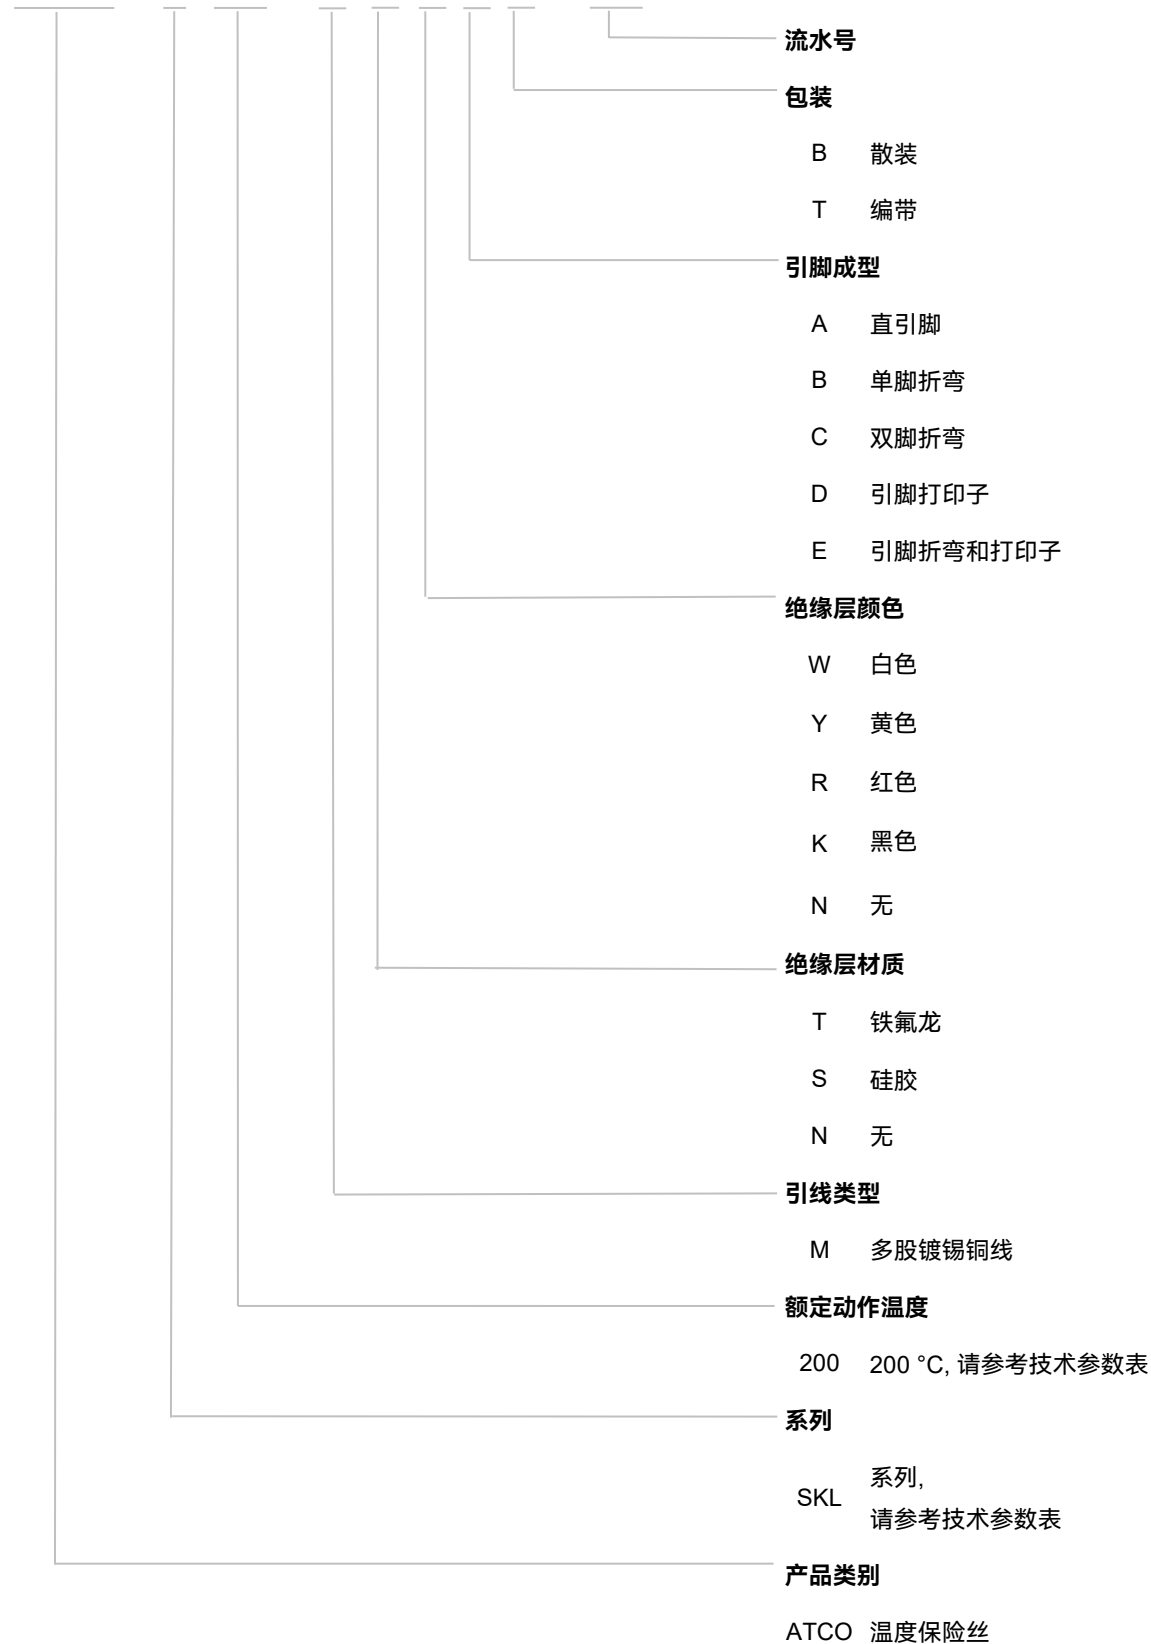 流水号
包装
B 散装
T 编带
引脚成型
A 直引脚
B 单脚折弯
C 双脚折弯
D 引脚打印子
E 引脚折弯和打印子
绝缘层颜色
W 白色
Y 黄色
R 红色
K 黑色
N 无
绝缘层材质
T 铁氟龙
S 硅胶
N 无
引线类型
M 多股镀锡铜线
额定动作温度
200 200 °C, 请参考技术参数表
系列
SKL 系列,
请参考技术参数表
产品类别
ATCO 温度保险丝